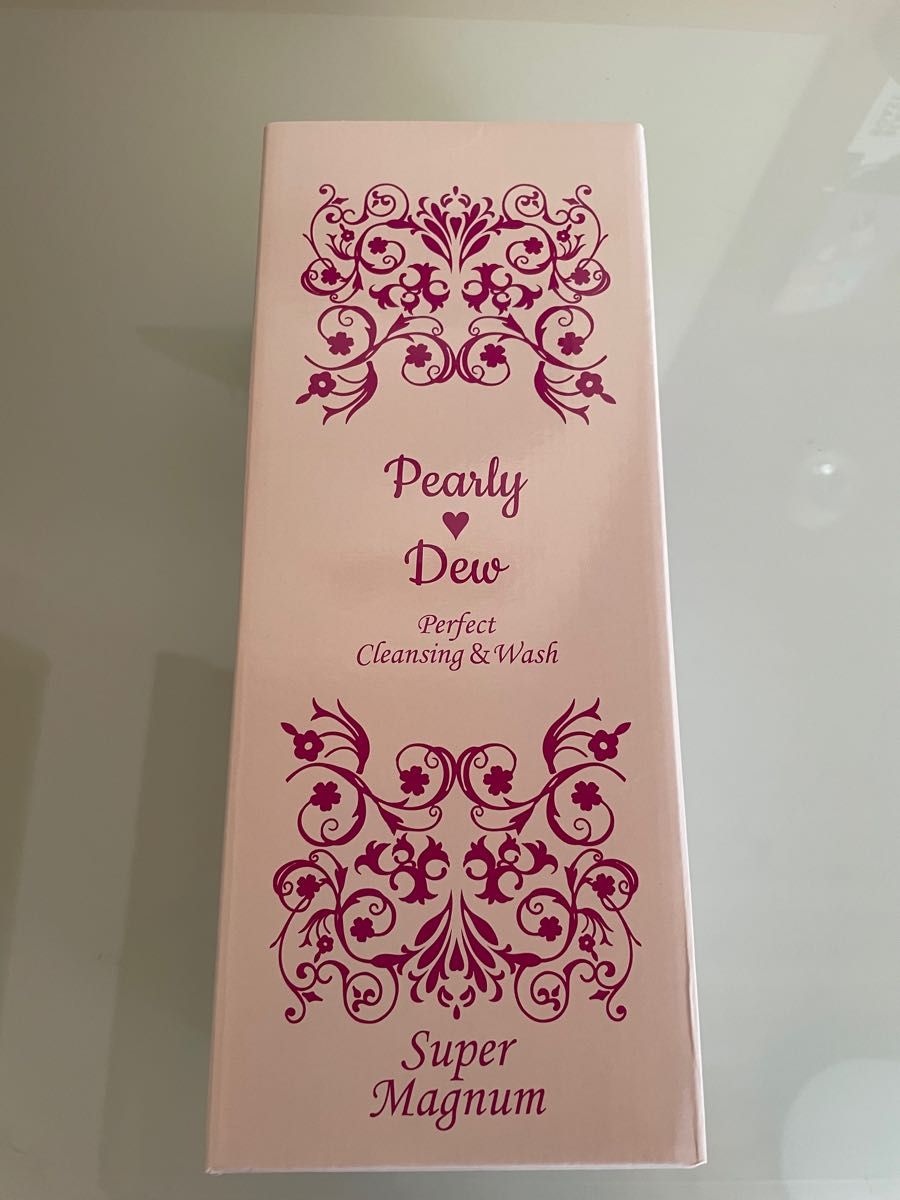 Pearly
♥
Dew
Perfect
Cleansing & Wash
Super
Magnum